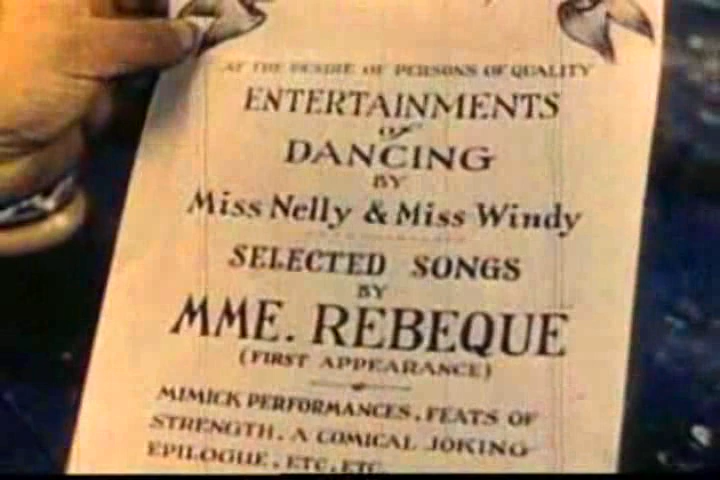 AT THE DESIRE OF PERSONS OF QUALITY
ENTERTAINMENTS
OF
DANCING
BY
Miss Nelly & Miss Windy
SELECTED SONGS
BY
MME. REBEQUE
(FIRST APPEARANCE)
MIMICK PERFORMANCES, FEATS OF
STRENGTH. A COMICAL JOKING
EPILOGUE, ETC. ETC.